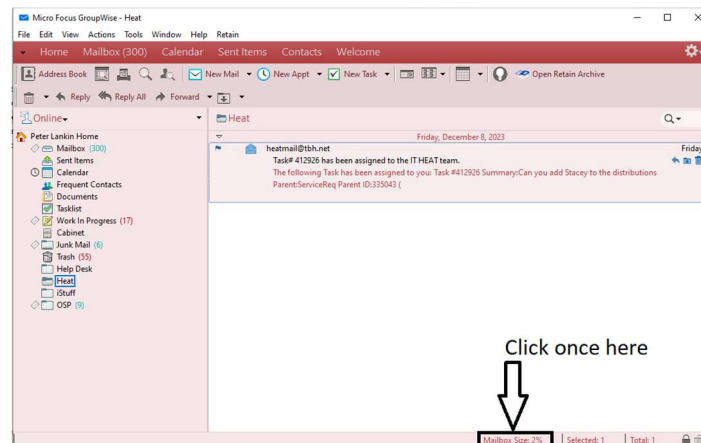 Micro Focus GroupWise - Heat
File Edit View Actions Tools Window Help Retain
Home Mailbox (300) Calendar Sent Items Contacts Welcome
Address Book New Mail New Appt New Task Open Retain Archive
Reply Reply All Forward
Online
Heat
Peter Lankin Home
Mailbox (300)
Sent Items
Calendar
Frequent Contacts
Documents
Tasklist
Work In Progress (17)
Cabinet
Junk Mail (6)
Trash (55)
Help Desk
Heat
iStuff
OSP (9)
Friday, December 8, 2023
heatmail@tbh.net Friday
Task# 412926 has been assigned to the IT HEAT team.
The following Task has been assigned to you: Task #412926 Summary:Can you add Stacey to the distributions
Parent:ServiceReq Parent ID:335043 (
Click once here
Mailbox Size: 2% Selected: 1 Total: 1